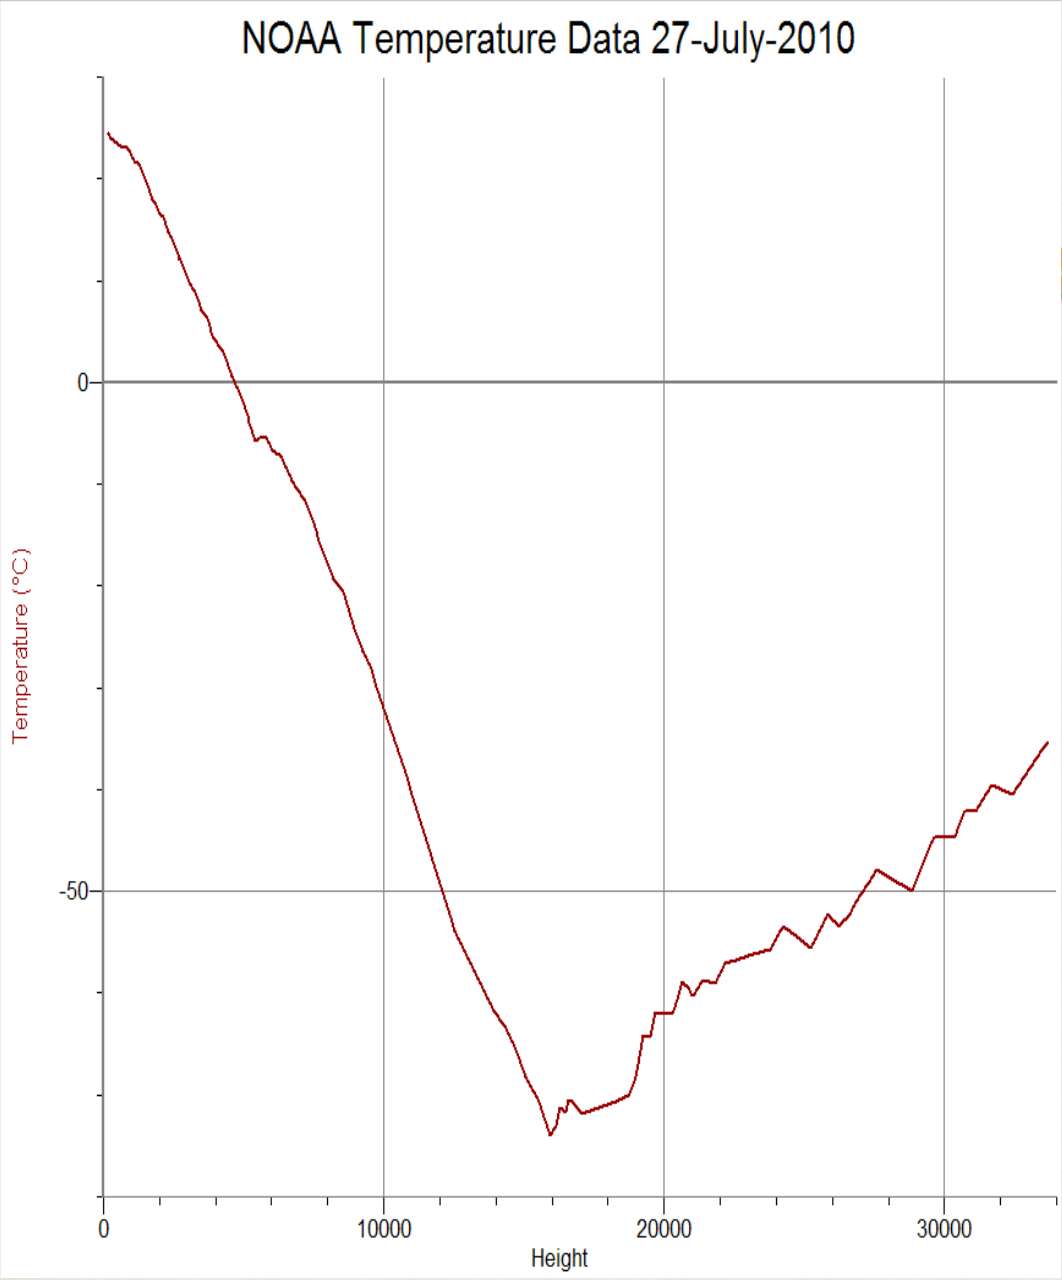 NOAA Temperature Data 27-July-2010
0
-50
Temperature (°C)
0 10000 20000 30000
Height